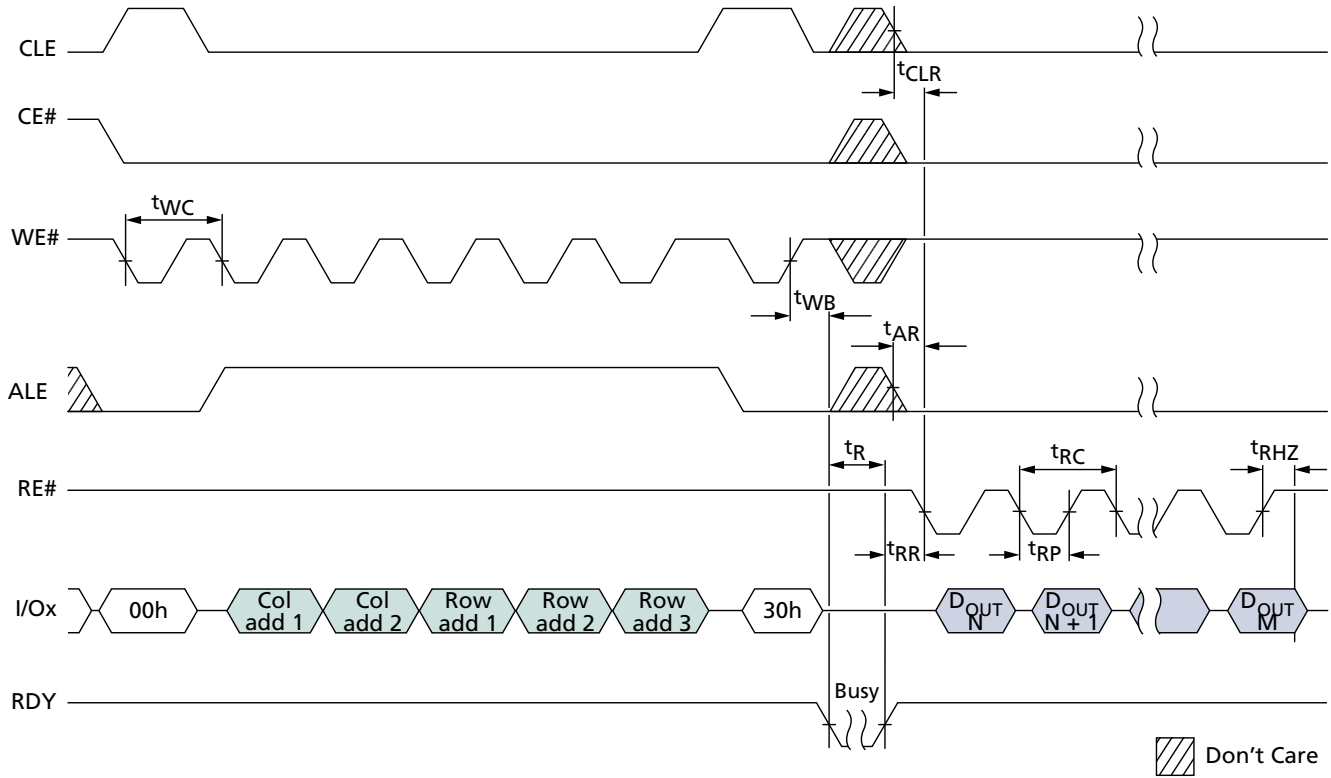 CLE
tCLR
CE#
tWC
WE#
tWB
tAR
ALE
tR
tRC
tRHZ
RE#
tRR
tRP
I/Ox
00h
Col
add 1
Col
add 2
Row
add 1
Row
add 2
Row
add 3
30h
DOUT
N
DOUT
N + 1
DOUT
M
RDY
Busy
Don't Care